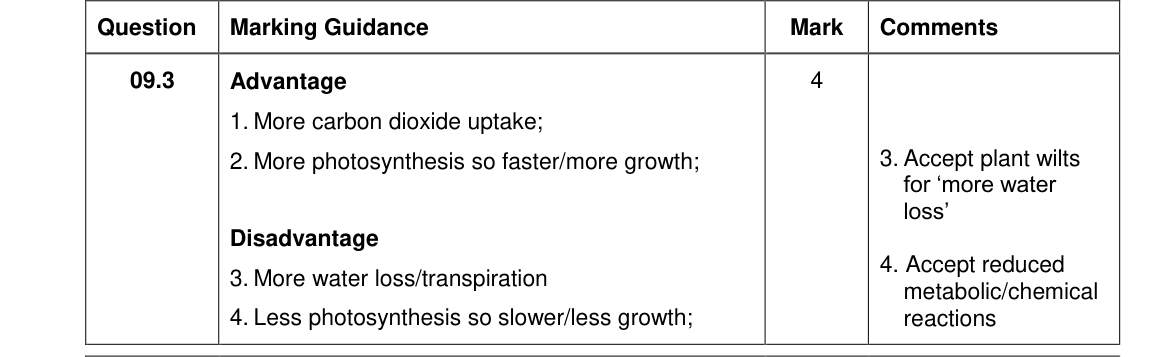 Question Marking Guidance Mark Comments
09.3 Advantage 4
1. More carbon dioxide uptake;
2. More photosynthesis so faster/more growth;
Disadvantage
3. More water loss/transpiration
4. Less photosynthesis so slower/less growth;
3. Accept plant wilts
for ‘more water
loss’
4. Accept reduced
metabolic/chemical
reactions